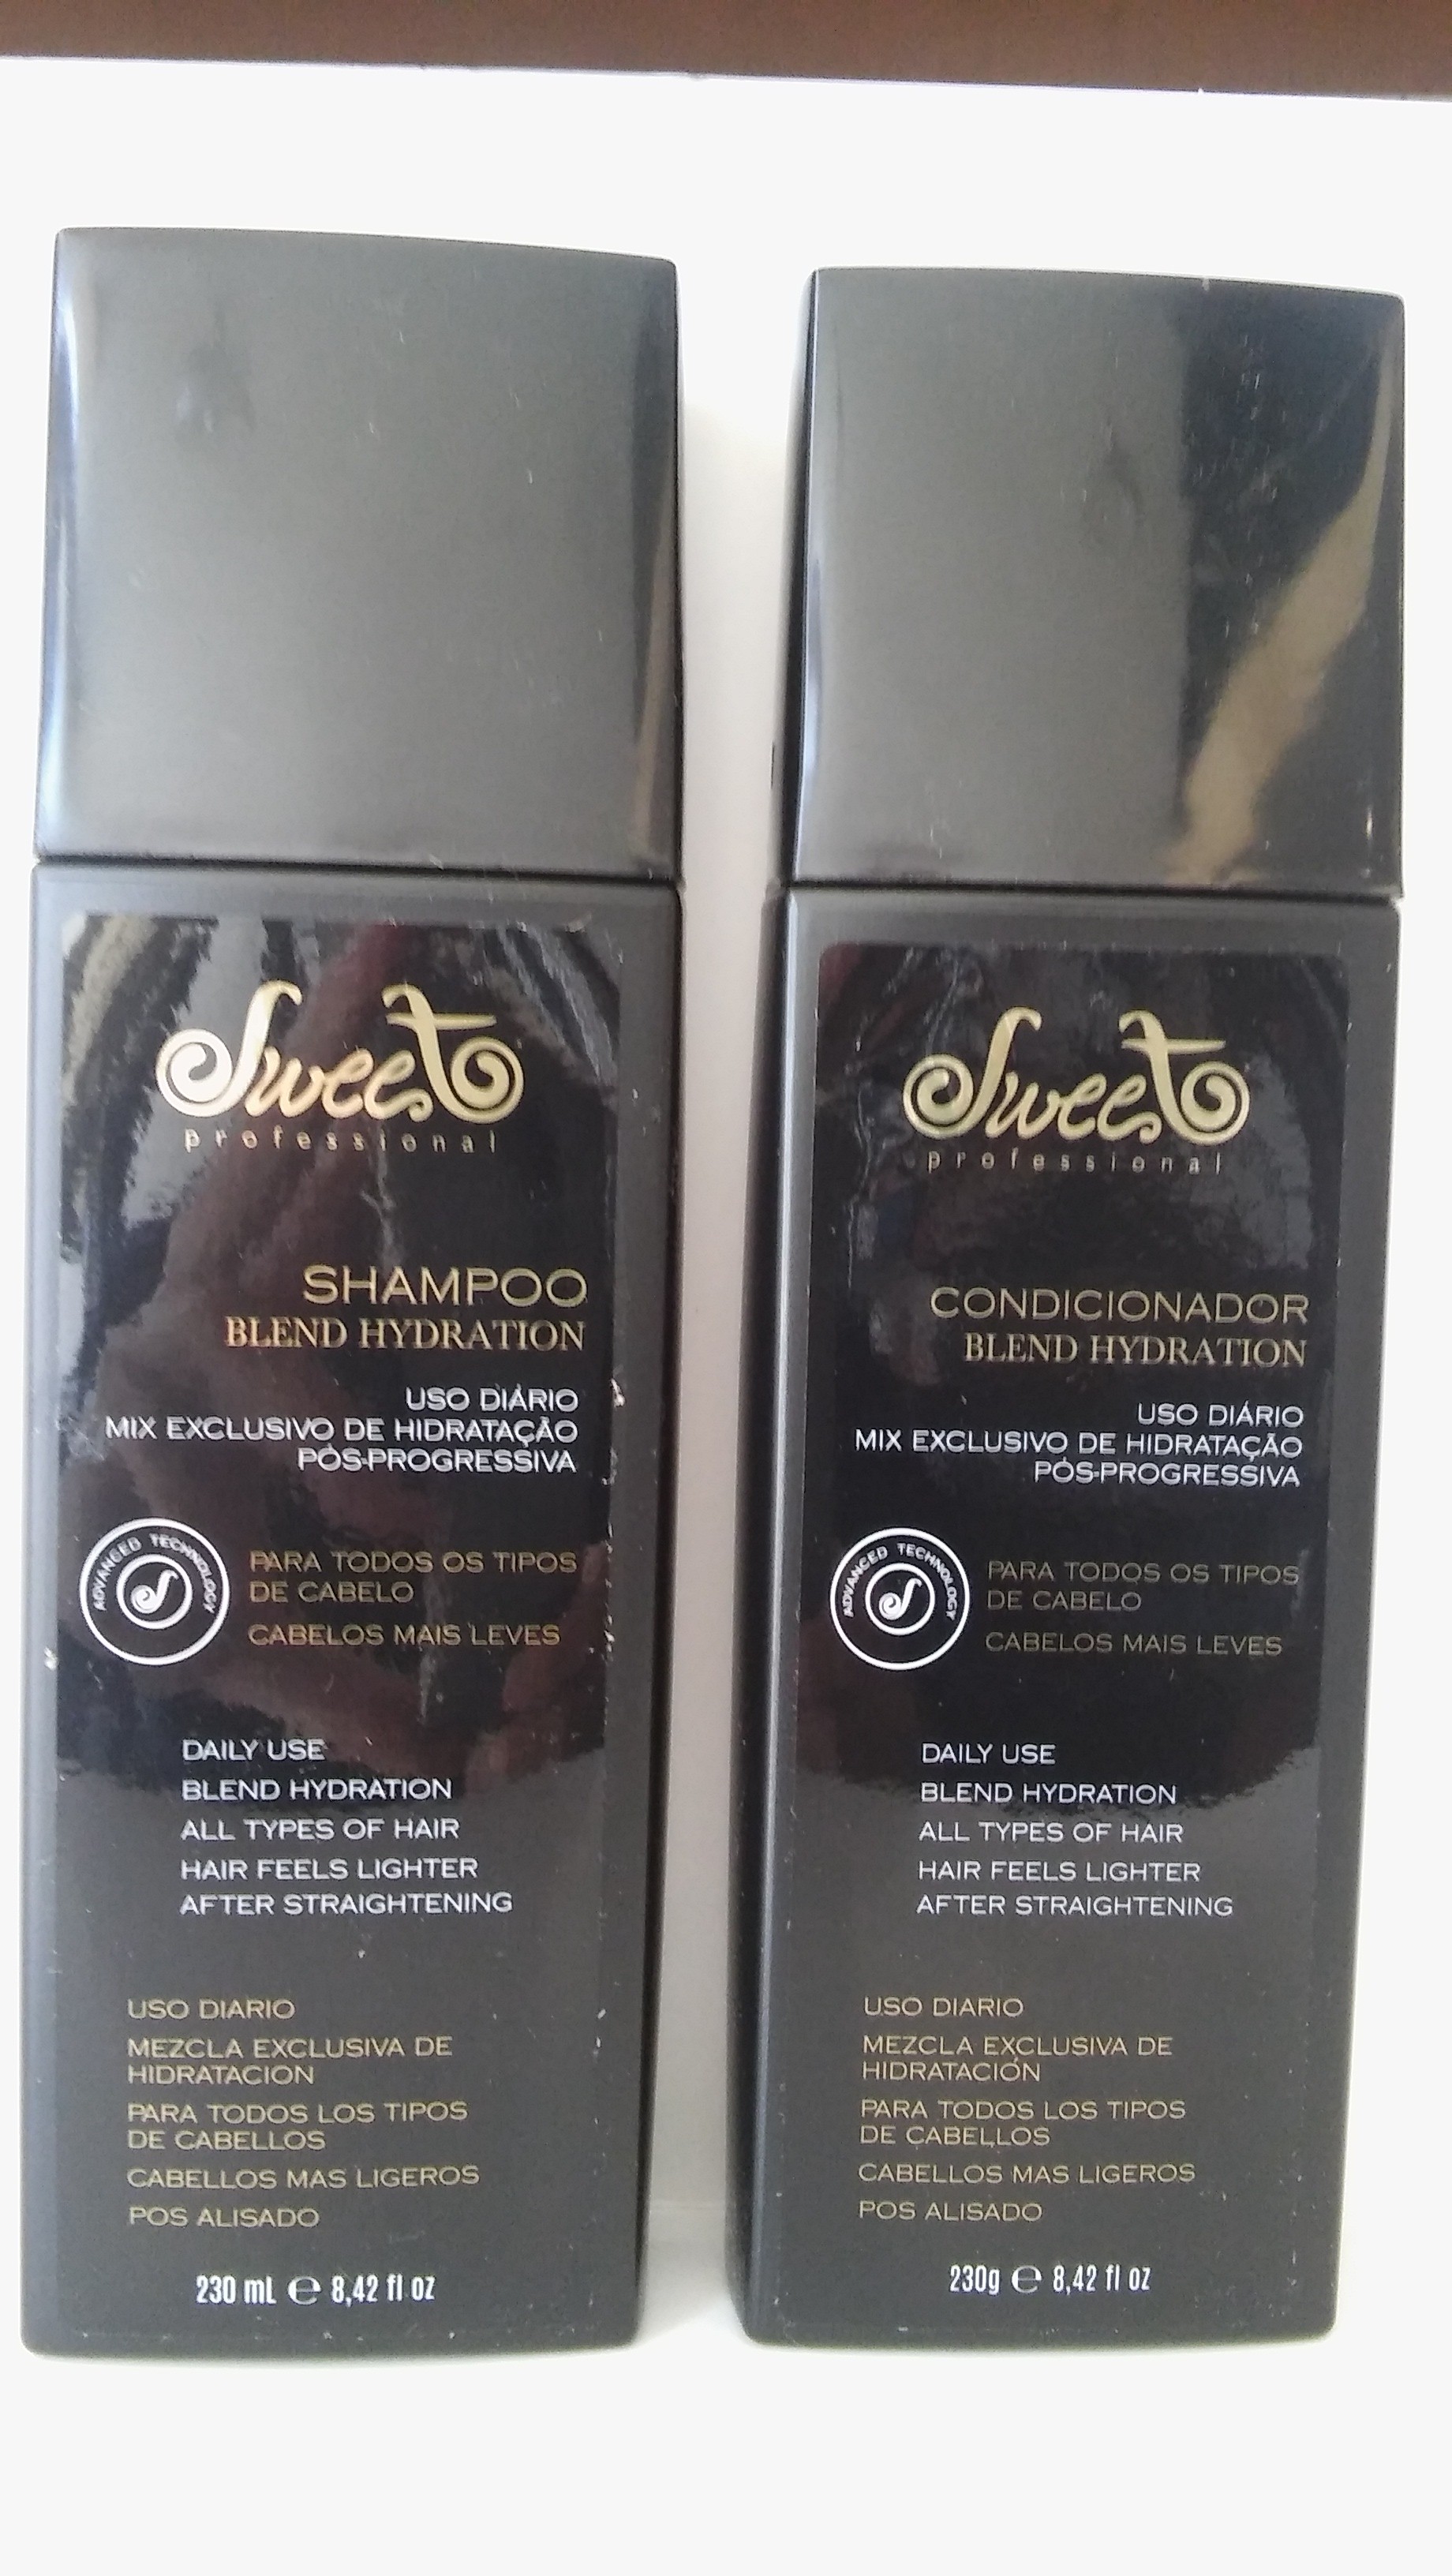 Sweet
professional
SHAMPOO
BLEND HYDRATION
USO DIÁRIO
MIX EXCLUSIVO DE HIDRATAÇÃO
PÓS-PROGRESSIVA
ADVANCED TECHNOLOGY
PARA TODOS OS TIPOS
DE CABELO
CABELOS MAIS LEVES
DAILY USE
BLEND HYDRATION
ALL TYPES OF HAIR
HAIR FEELS LIGHTER
AFTER STRAIGHTENING
USO DIARIO
MEZCLA EXCLUSIVA DE
HIDRATACION
PARA TODOS LOS TIPOS
DE CABELLOS
CABELLOS MAS LIGEROS
POS ALISADO
230 mL ℮ 8,42 fl oz
Sweet
professional
CONDICIONADOR
BLEND HYDRATION
USO DIÁRIO
MIX EXCLUSIVO DE HIDRATAÇÃO
PÓS-PROGRESSIVA
ADVANCED TECHNOLOGY
PARA TODOS OS TIPOS
DE CABELO
CABELOS MAIS LEVES
DAILY USE
BLEND HYDRATION
ALL TYPES OF HAIR
HAIR FEELS LIGHTER
AFTER STRAIGHTENING
USO DIARIO
MEZCLA EXCLUSIVA DE
HIDRATACIÓN
PARA TODOS LOS TIPOS
DE CABELLOS
CABELLOS MAS LIGEROS
POS ALISADO
230g ℮ 8,42 fl oz